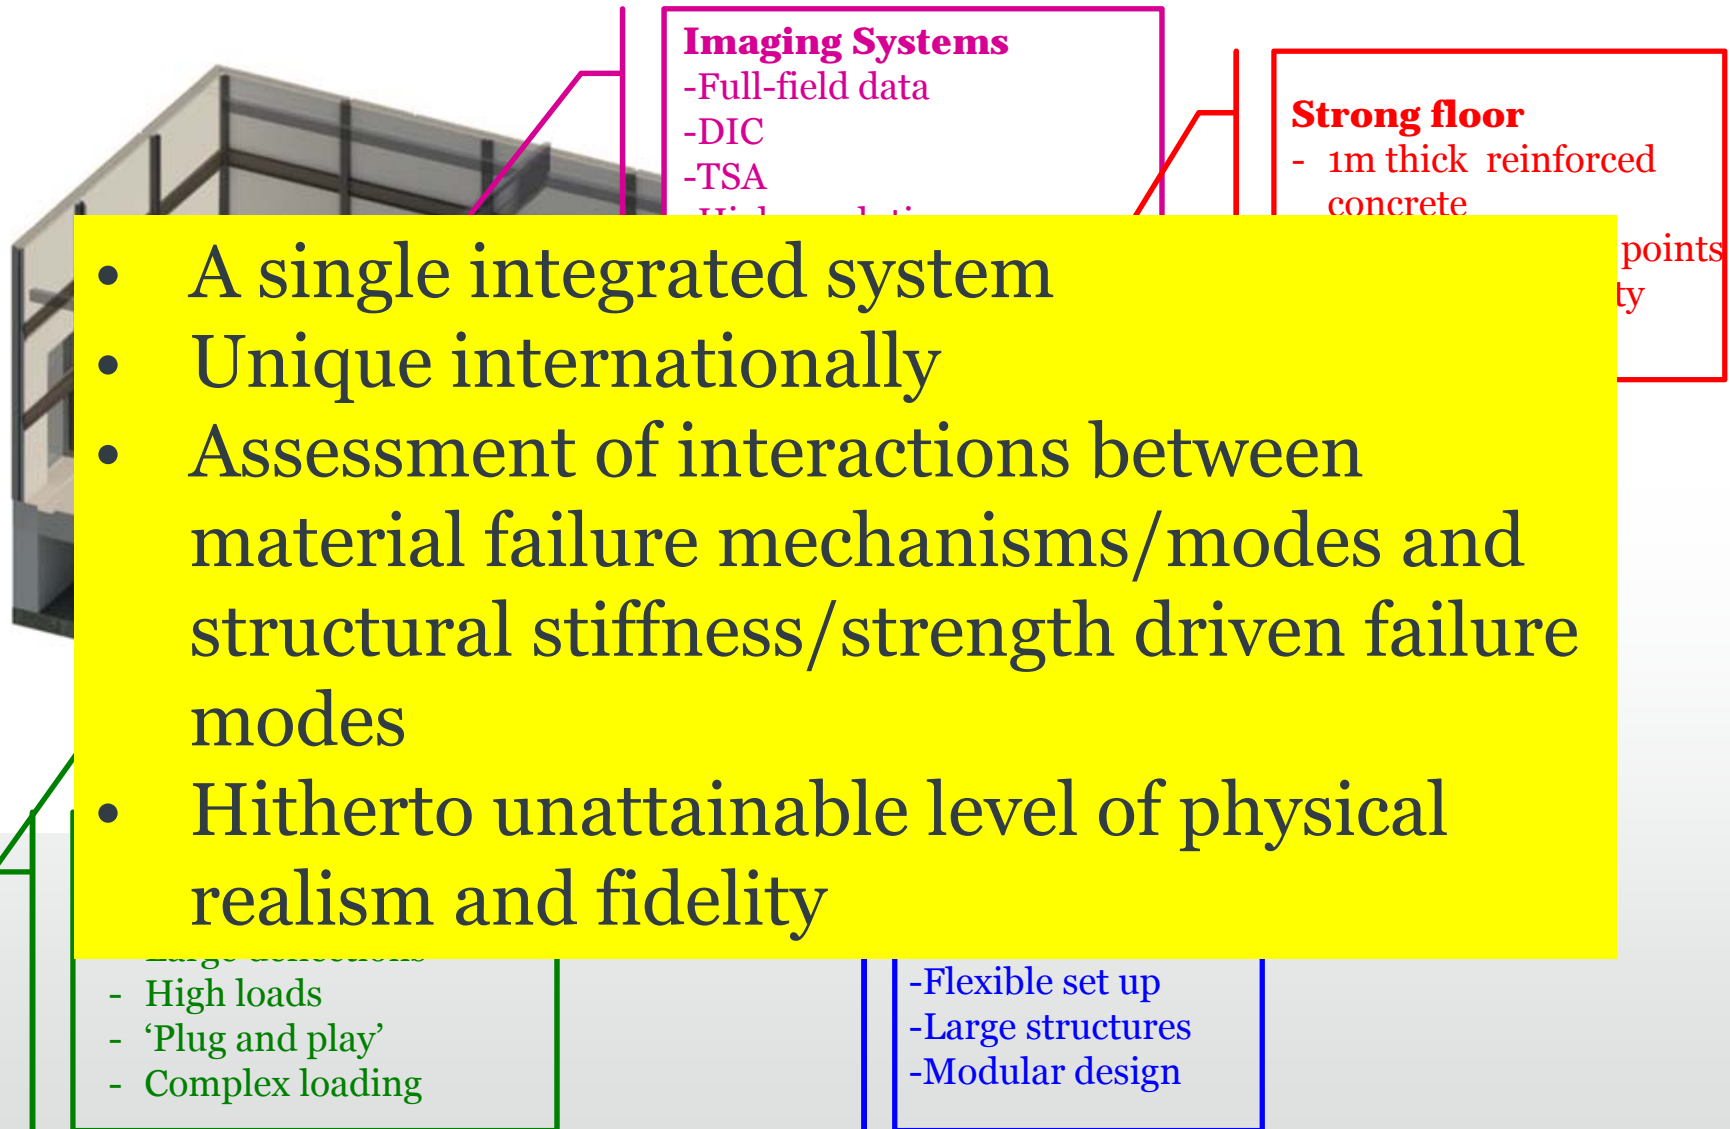 Imaging Systems
-Full-field data
-DIC
-TSA
Strong floor
- 1m thick reinforced
concrete
points
• A single integrated system
• Unique internationally
• Assessment of interactions between
material failure mechanisms/modes and
structural stiffness/strength driven failure
modes
• Hitherto unattainable level of physical
realism and fidelity
- High loads
- ‘Plug and play’
- Complex loading
-Flexible set up
-Large structures
-Modular design